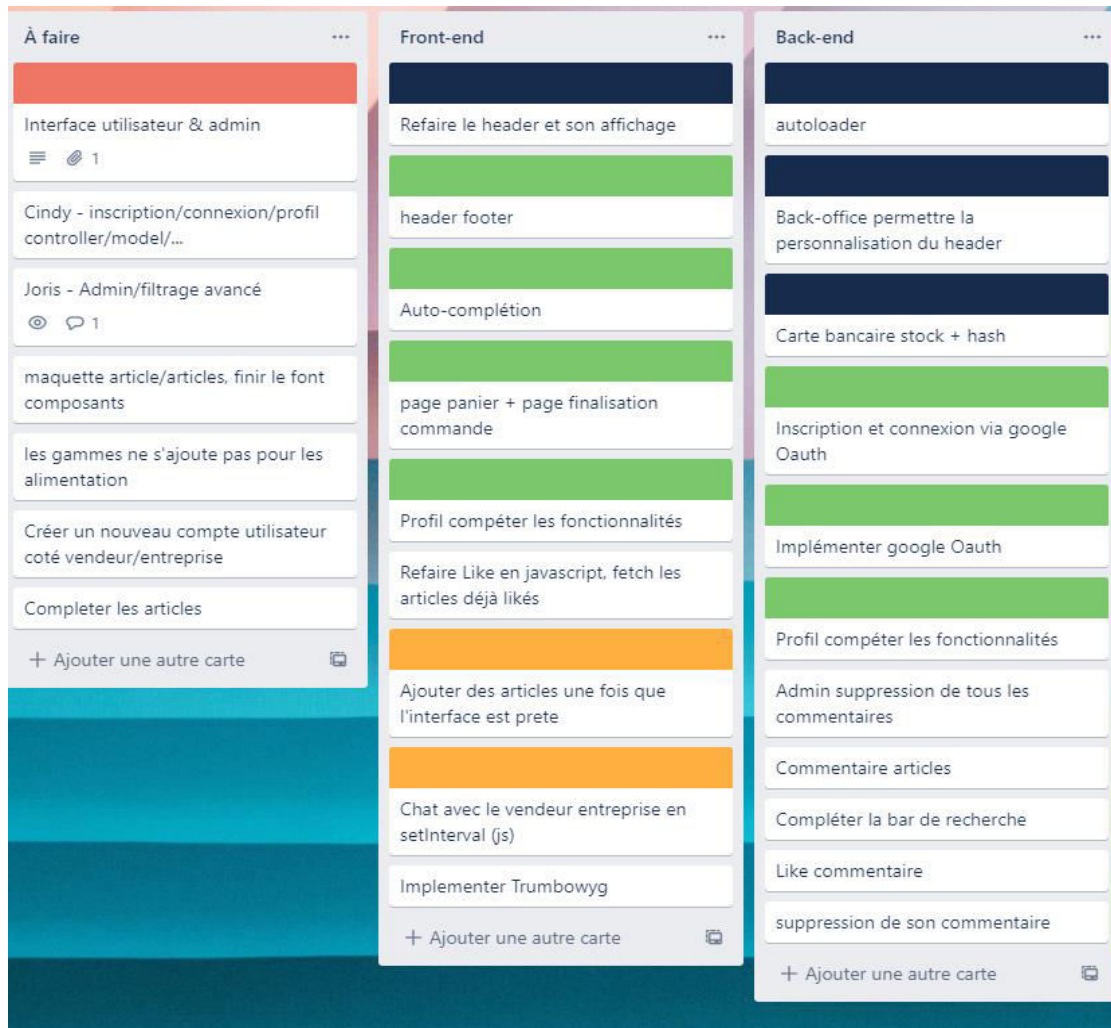 À faire
Interface utilisateur & admin
1
Cindy - inscription/connexion/profil
controller/model/...
Joris - Admin/filtrage avancé
1
maquette article/articles, finir le font
composants
les gammes ne s'ajoute pas pour les
alimentation
Créer un nouveau compte utilisateur
coté vendeur/entreprise
Completer les articles
+ Ajouter une autre carte
Front-end
Refaire le header et son affichage
header footer
Auto-complétion
page panier + page finalisation
commande
Profil compéter les fonctionnalités
Refaire Like en javascript, fetch les
articles déjà likés
Ajouter des articles une fois que
l'interface est prete
Chat avec le vendeur entreprise en
setInterval (js)
Implementer Trumbowyg
+ Ajouter une autre carte
Back-end
autoloader
Back-office permettre la
personnalisation du header
Carte bancaire stock + hash
Inscription et connexion via google
Oauth
Implémenter google Oauth
Profil compéter les fonctionnalités
Admin suppression de tous les
commentaires
Commentaire articles
Compléter la bar de recherche
Like commentaire
suppression de son commentaire
+ Ajouter une autre carte